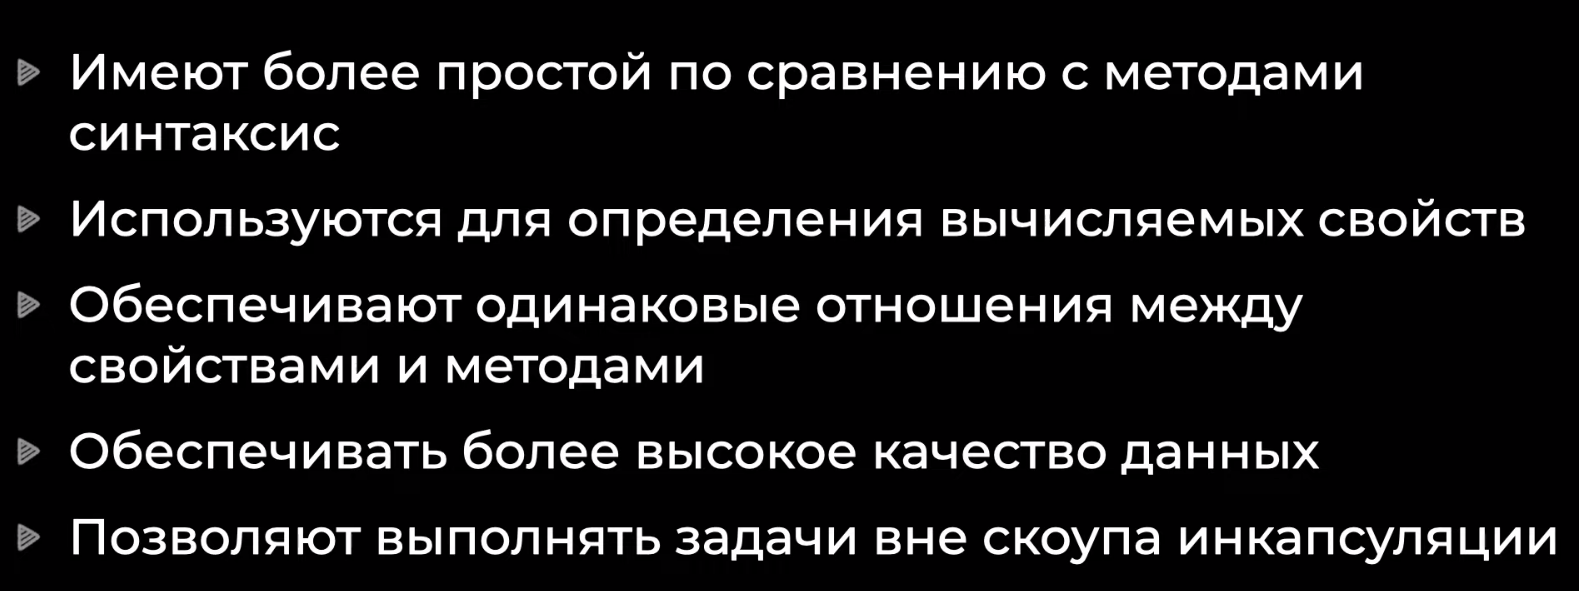 Имеют более простой по сравнению с методами
синтаксис
Используются для определения вычисляемых свойств
Обеспечивают одинаковые отношения между
свойствами и методами
Обеспечивать более высокое качество данных
Позволяют выполнять задачи вне скоупа инкапсуляции